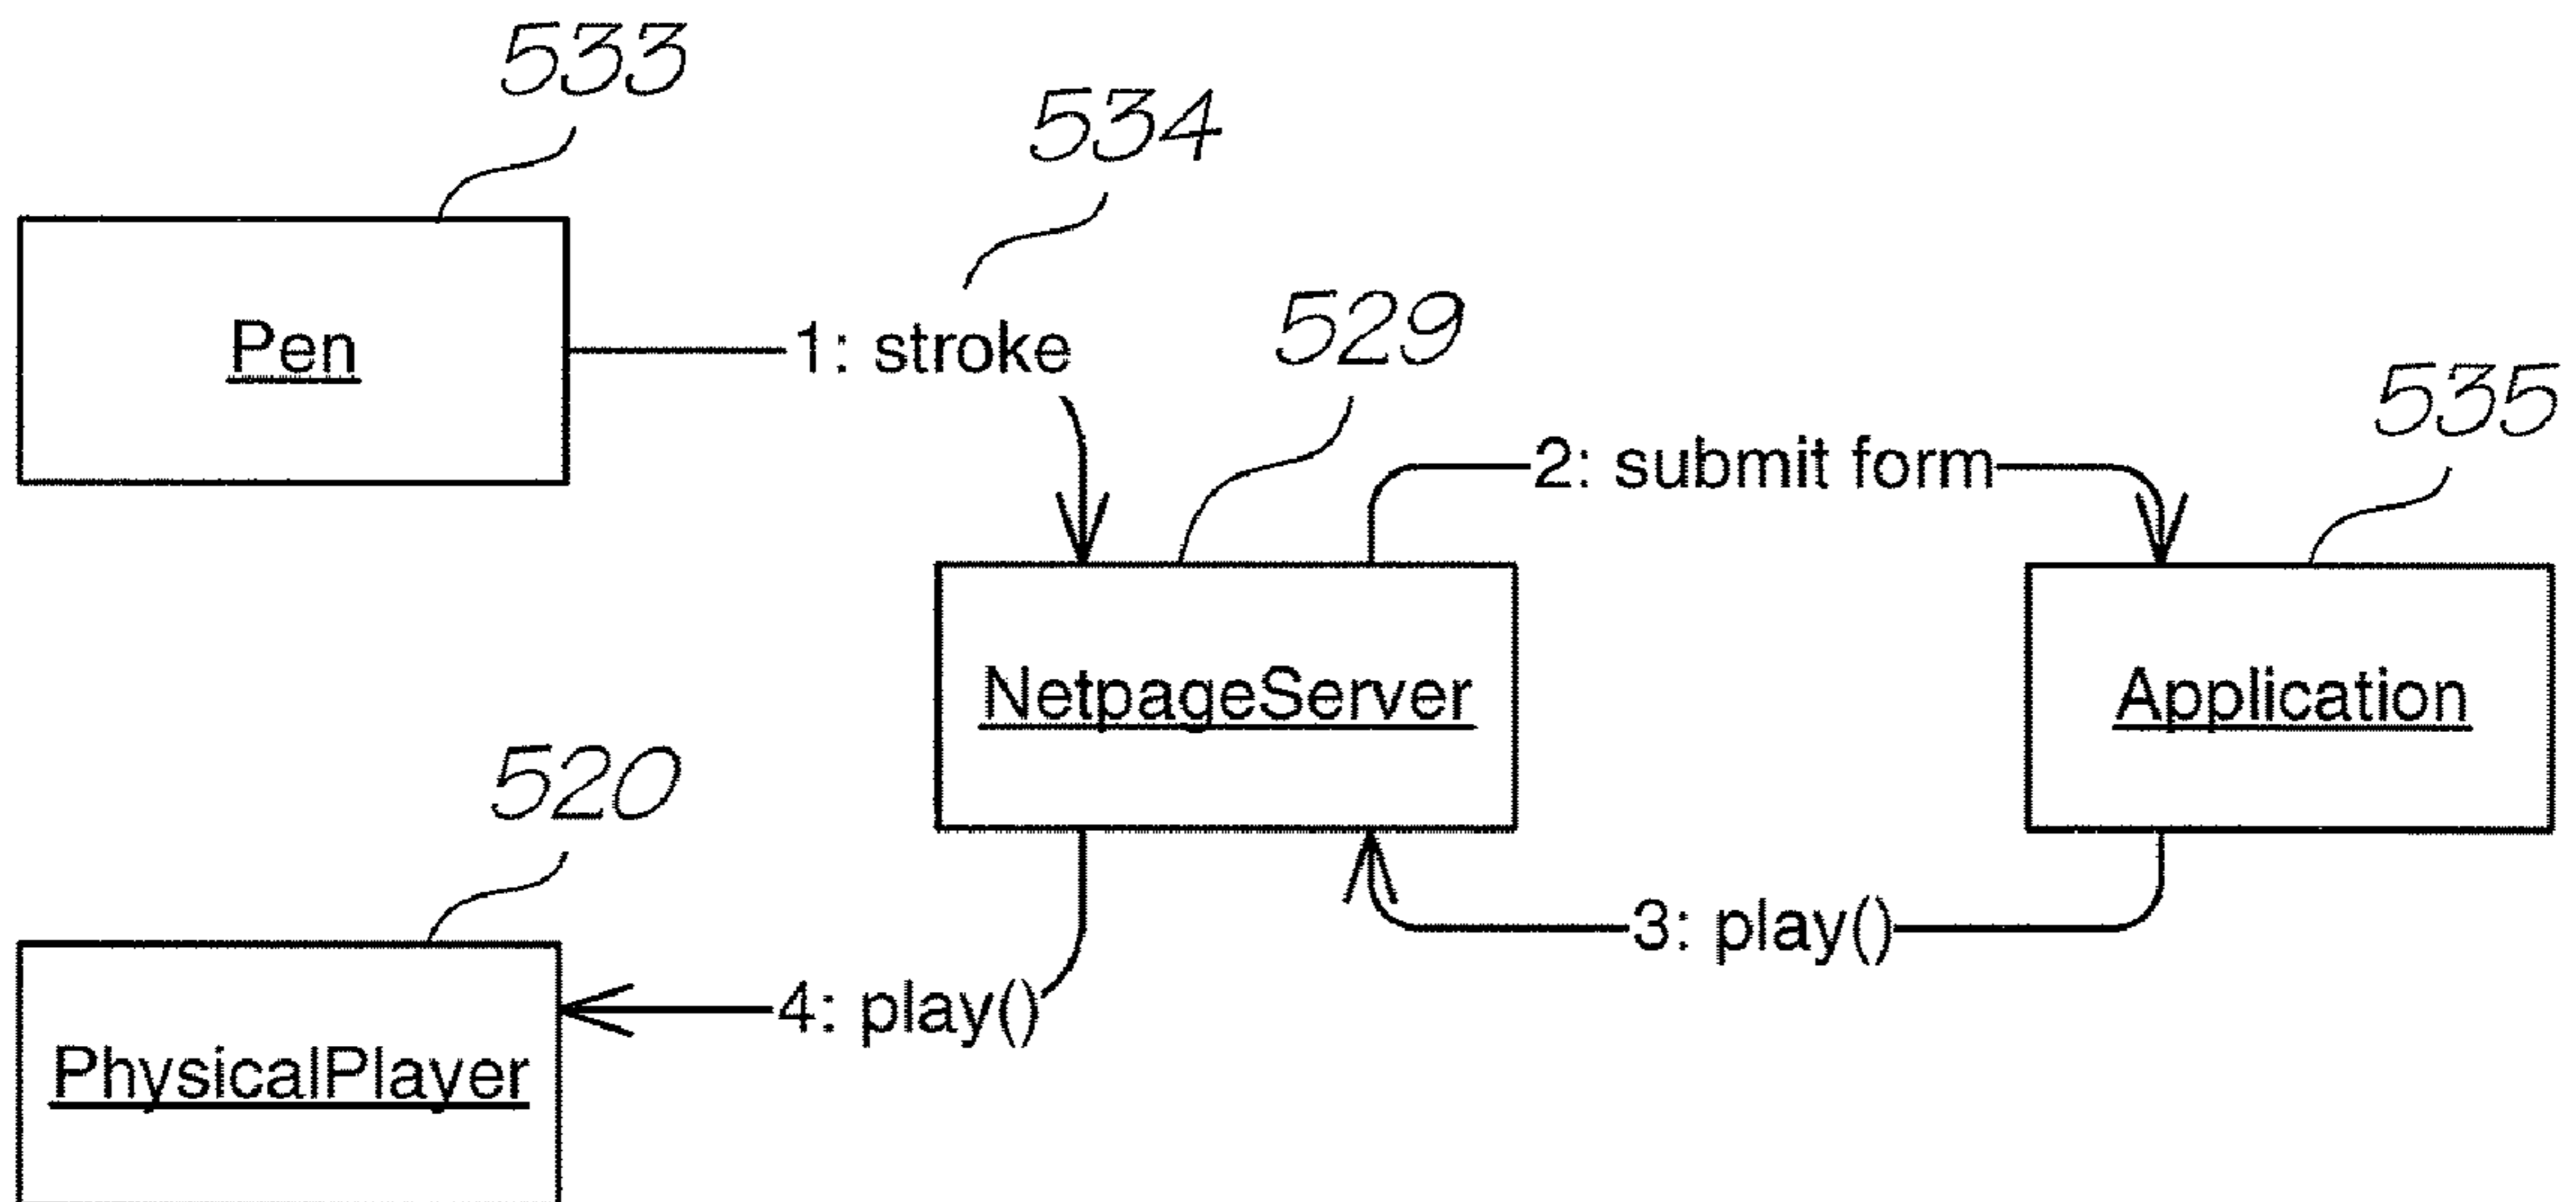 533
534
Pen
1: stroke
529
535
2: submit form
NetpageServer
Application
520
3: play()
4: play()
PhysicalPlayer